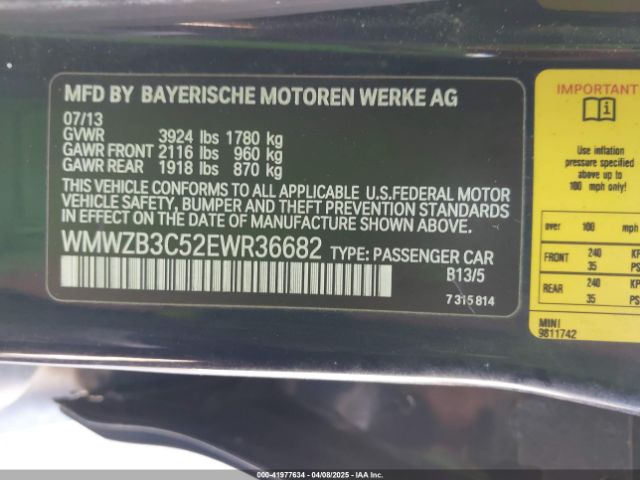 MFD BY BAYERISCHE MOTOREN WERKE AG
07/13
GVWR 3924 lbs 1780 kg
GAWR FRONT 2116 lbs 960 kg
GAWR REAR 1918 lbs 870 kg
THIS VEHICLE CONFORMS TO ALL APPLICABLE U.S.FEDERAL MOTOR
VEHICLE SAFETY, BUMPER AND THEFT PREVENTION STANDARDS
IN EFFECT ON THE DATE OF MANUFACTURE SHOWN ABOVE.
WMWZB3C52EWR36682 TYPE: PASSENGER CAR
B13/5
7315814
IMPORTANT
Use inflation
pressure specified
above up to
100 mph only!
over 100 mph
FRONT 240
35
REAR 240
35
MINI
9811742
000-41977634 - 04/08/2025 - IAA Inc.